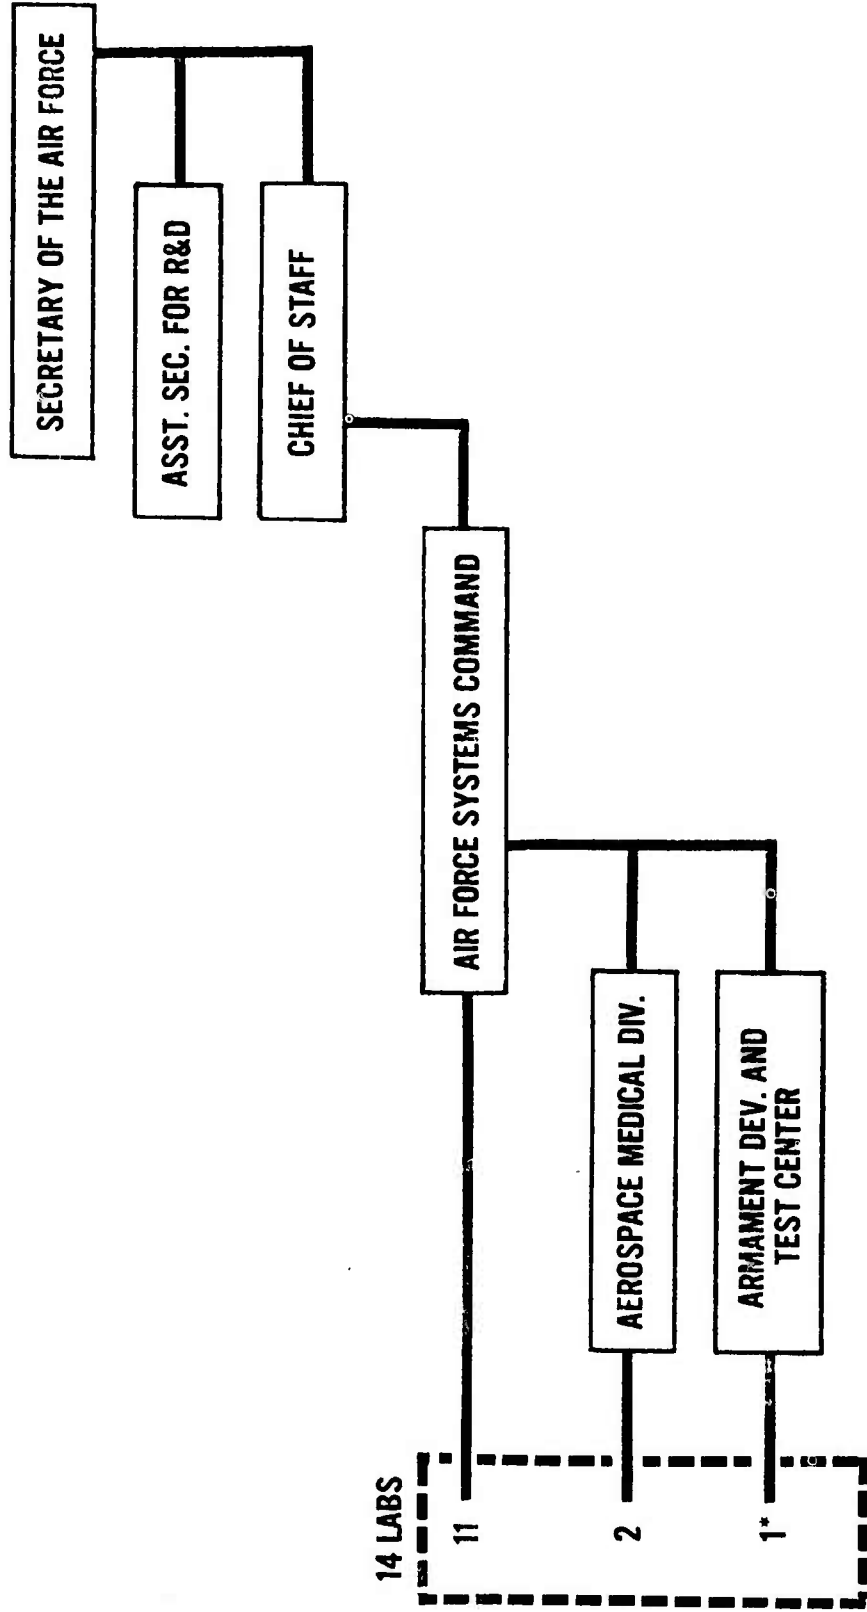 SECRETARY OF THE AIR FORCE
ASST. SEC. FOR R&D
CHIEF OF STAFF
AIR FORCE SYSTEMS COMMAND
AEROSPACE MEDICAL DIV.
ARMAMENT DEV. AND
TEST CENTER
14 LABS
11
2
1*